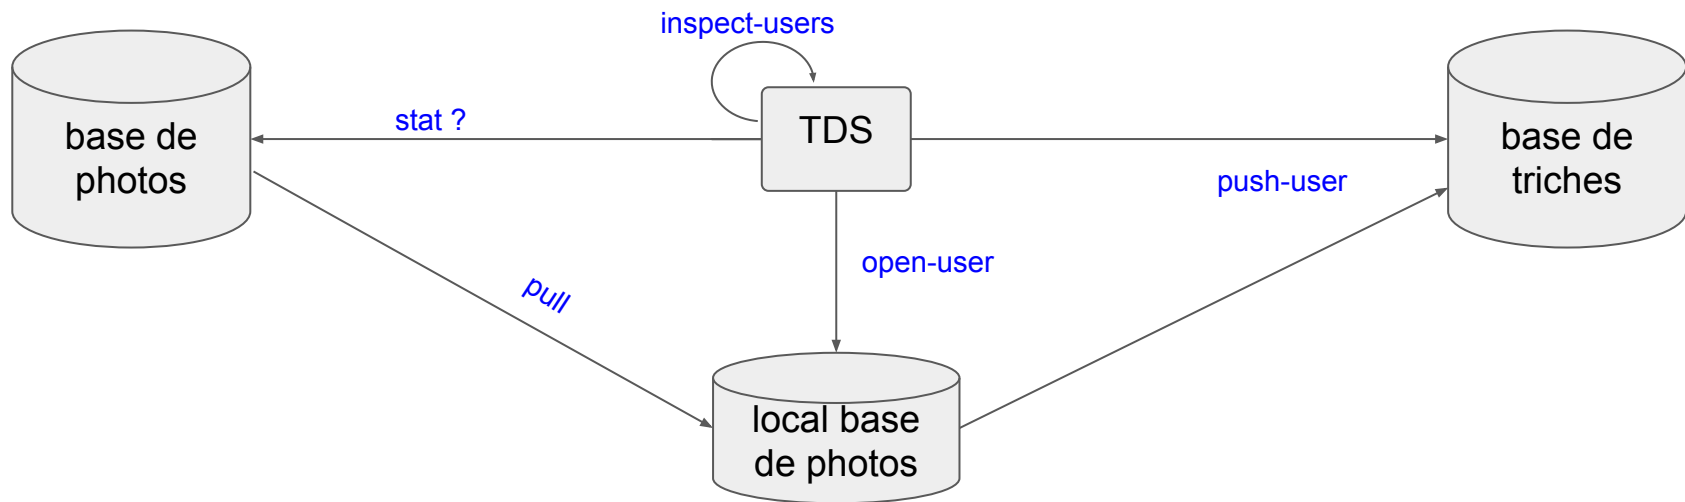 inspect-users
stat ?
TDS
base de
photos
base de
triches
push-user
open-user
pull
local base
de photos